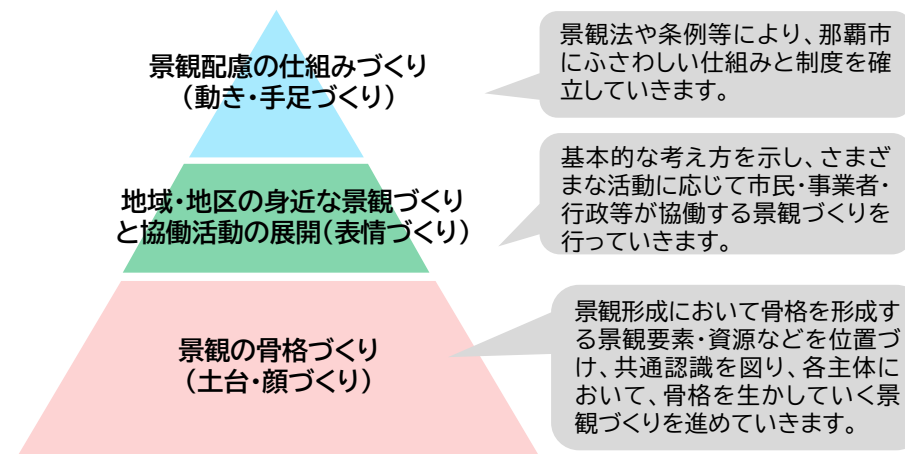 景観配慮の仕組みづくり
（動き・手足づくり）
景観法や条例等により、那覇市
にふさわしい仕組みと制度を確
立していきます。
地域・地区の身近な景観づくり
と協働活動の展開（表情づくり）
基本的な考え方を示し、さまざ
まな活動に応じて市民・事業者・
行政等が協働する景観づくりを
行っていきます。
景観の骨格づくり
（土台・顔づくり）
景観形成において骨格を形成す
る景観要素・資源などを位置づ
け、共通認識を図り、各主体に
おいて、骨格を生かしていく景
観づくりを進めていきます。